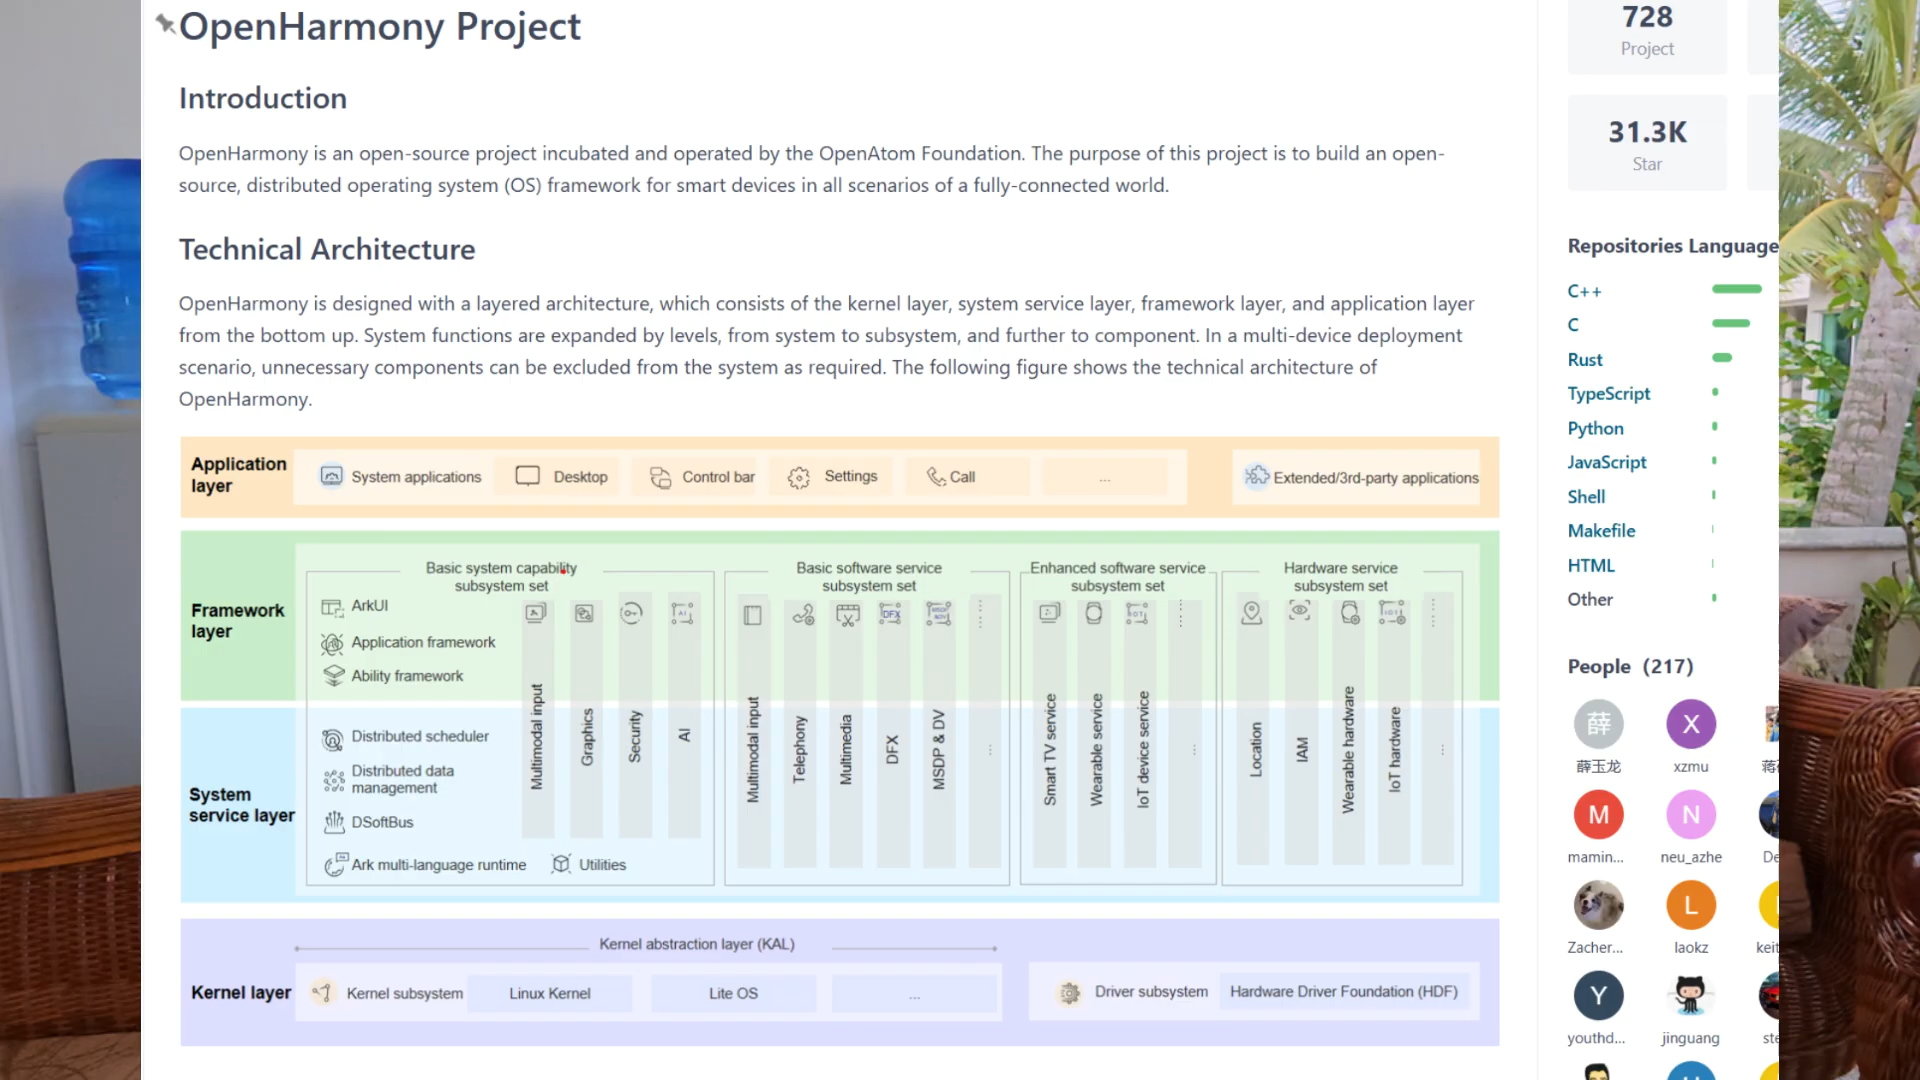 OpenHarmony Project
Introduction
OpenHarmony is an open-source project incubated and operated by the OpenAtom Foundation. The purpose of this project is to build an open-
source, distributed operating system (OS) framework for smart devices in all scenarios of a fully-connected world.
Technical Architecture
OpenHarmony is designed with a layered architecture, which consists of the kernel layer, system service layer, framework layer, and application layer
from the bottom up. System functions are expanded by levels, from system to subsystem, and further to component. In a multi-device deployment
scenario, unnecessary components can be excluded from the system as required. The following figure shows the technical architecture of
OpenHarmony.
Application
layer
System applications
Desktop
Control bar
Settings
Call
...
Extended/3rd-party applications
Framework
layer
Basic system capability
subsystem set
ArkUI
Application framework
Ability framework
System
service layer
Distributed scheduler
Distributed data
management
DSoftBus
Ark multi-language runtime
Utilities
Multimodal input
Graphics
Security
AI
AI
Basic software service
subsystem set
Multimodal input
Telephony
Multimedia
DFX
DFX
MSDP & DV
...
Enhanced software service
subsystem set
Smart TV service
Wearable service
IoT device service
...
Hardware service
subsystem set
Location
IAM
Wearable hardware
IoT hardware
...
Kernel layer
Kernel abstraction layer (KAL)
Kernel subsystem
Linux Kernel
Lite OS
...
Driver subsystem
Hardware Driver Foundation (HDF)
728
Project
31.3K
Star
Repositories Language
C++
C
Rust
TypeScript
Python
JavaScript
Shell
Makefile
HTML
Other
People (217)
薛
X
薛玉龙
xzmu
M
N
mamin...
neu_azhe
De
L
Zacher...
laokz
keit
Y
youthd...
jinguang
ste